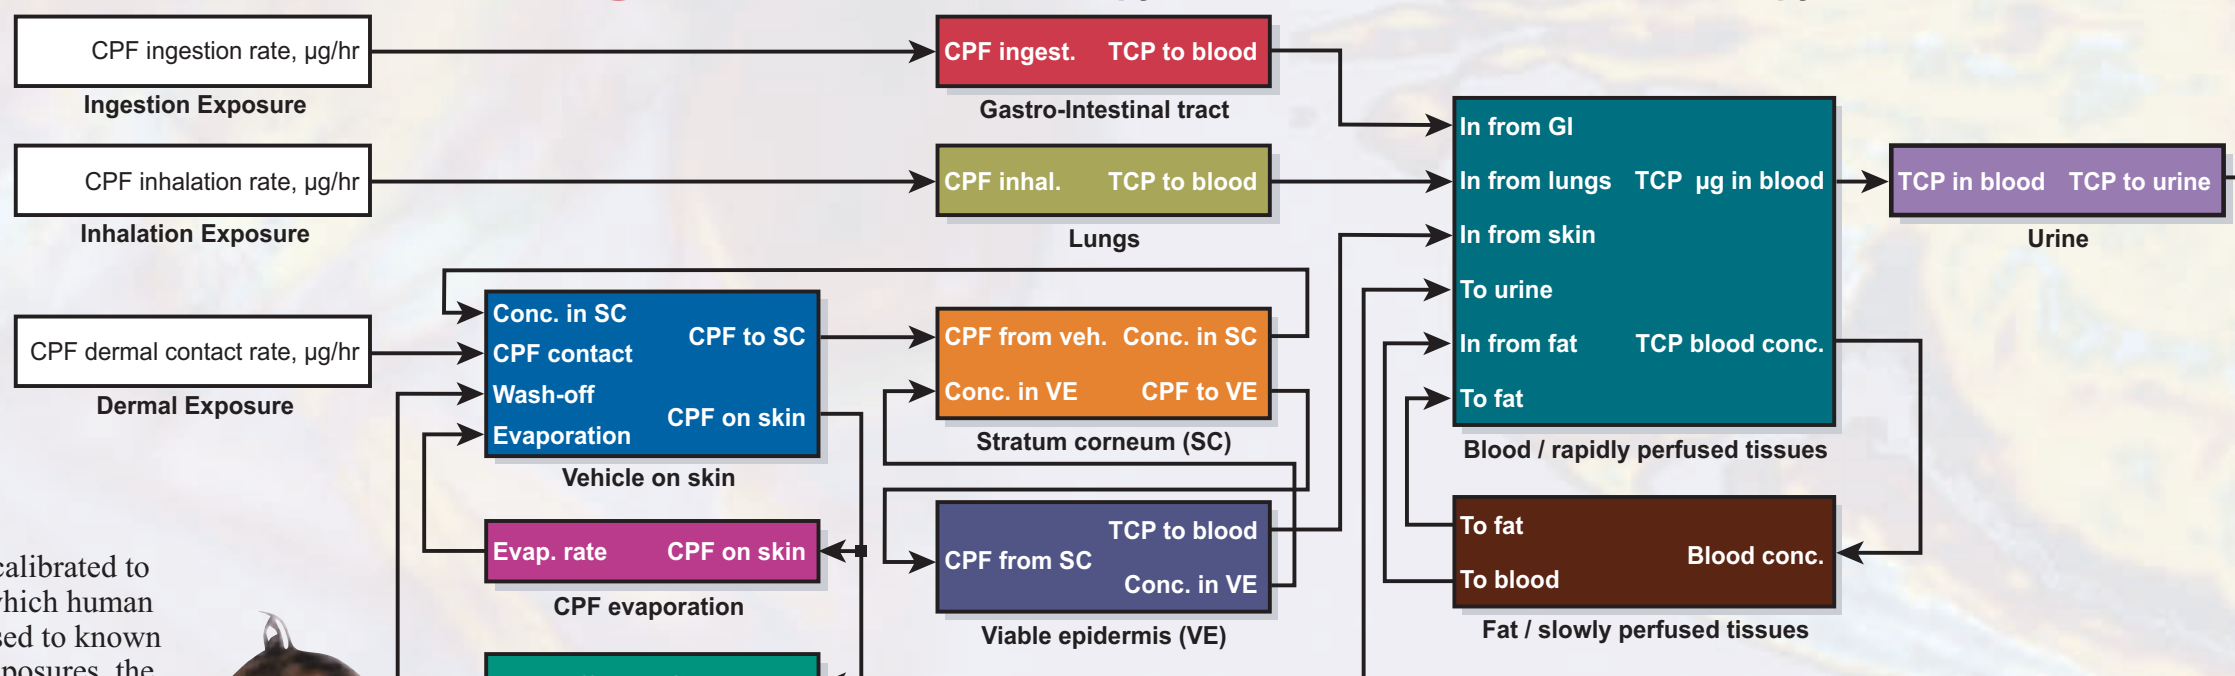 CPF ingestion rate, µg/hr
Ingestion Exposure
CPF ingest. TCP to blood
Gastro-Intestinal tract
CPF inhalation rate, µg/hr
Inhalation Exposure
CPF inhal. TCP to blood
Lungs
CPF dermal contact rate, µg/hr
Dermal Exposure
Conc. in SC
CPF to SC
CPF contact
Wash-off
CPF on skin
Evaporation
Vehicle on skin
CPF from veh. Conc. in SC
Conc. in VE CPF to VE
Stratum corneum (SC)
Evap. rate CPF on skin
CPF evaporation
TCP to blood
CPF from SC
Conc. in VE
Viable epidermis (VE)
In from GI
In from lungs TCP µg in blood
In from skin
To urine
In from fat TCP blood conc.
To fat
Blood / rapidly perfused tissues
To fat
Blood conc.
To blood
Fat / slowly perfused tissues
TCP in blood TCP to urine
Urine
calibrated to
which human
sed to known
posures, the